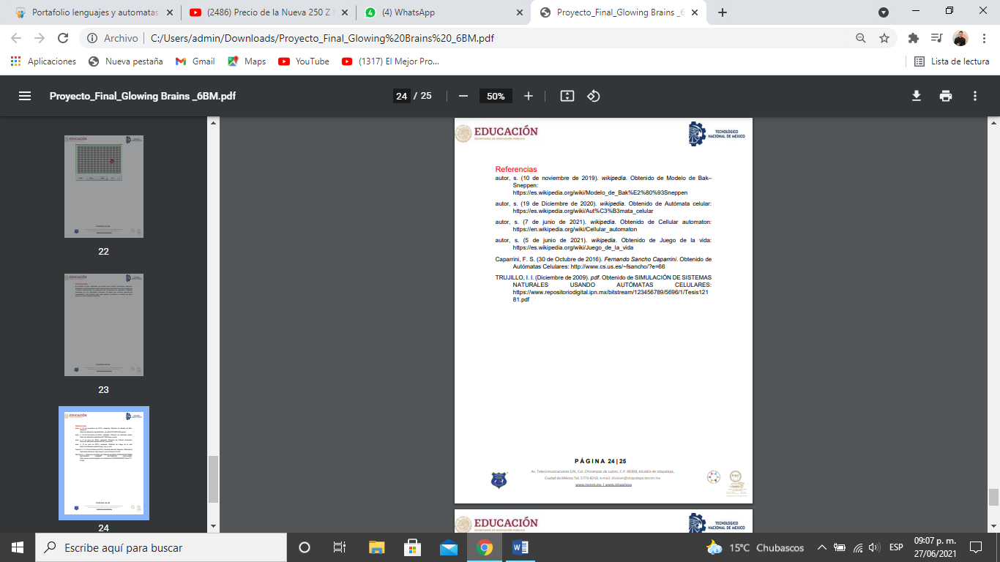 Portafolio lenguajes y automatas
(2486) Precio de la Nueva 250 Z
(4) WhatsApp
Proyecto_Final_Glowing Brains _6
Archivo
C:/Users/admin/Downloads/Proyecto_Final_Glowing%20Brains%20_6BM.pdf
Aplicaciones
Nueva pestaña
Gmail
Maps
YouTube
(1317) El Mejor Pro...
Lista de lectura
Proyecto_Final_Glowing Brains _6BM.pdf
24 / 25
50%
22
23
24
EDUCACIÓN
SECRETARÍA DE EDUCACIÓN PÚBLICA
TECNOLÓGICO
NACIONAL DE MÉXICO
Referencias
autor, s. (10 de noviembre de 2019). wikipedia. Obtenido de Modelo de Bak–
Sneppen:
https://es.wikipedia.org/wiki/Modelo_de_Bak%E2%80%93Sneppen
autor, s. (19 de Diciembre de 2020). wikipedia. Obtenido de Autómata celular:
https://es.wikipedia.org/wiki/Aut%C3%B3mata_celular
autor, s. (7 de junio de 2021). wikipedia. Obtenido de Cellular automaton:
https://en.wikipedia.org/wiki/Cellular_automaton
autor, s. (5 de junio de 2021). wikipedia. Obtenido de Juego de la vida:
https://es.wikipedia.org/wiki/Juego_de_la_vida
Caparrini, F. S. (30 de Octubre de 2016). Fernando Sancho Caparrini. Obtenido de
Autómatas Celulares: http://www.cs.us.es/~fsancho/?e=66
TRUJILLO, I. I. (Diciembre de 2009). pdf. Obtenido de SIMULACIÓN DE SISTEMAS
NATURALES USANDO AUTÓMATAS CELULARES:
https://www.repositoriodigital.ipn.mx/bitstream/123456789/5696/1/Tesis121
81.pdf
PÁGINA 24|25
Av. Telecomunicaciones S/N, Col. Chinampac de Juárez, C.P. 09208, Alcaldía de Iztapalapa,
Ciudad de México Tel. 5773-8210, e-mail: division@iztapalapa.tecnm.mx
www.tecnm.mx | www.iztapalapa
EDUCACIÓN
TECNOLÓGICO
NACIONAL DE MÉXICO
Escribe aquí para buscar
15°C Chubascos
ESP
09:07 p. m.
27/06/2021